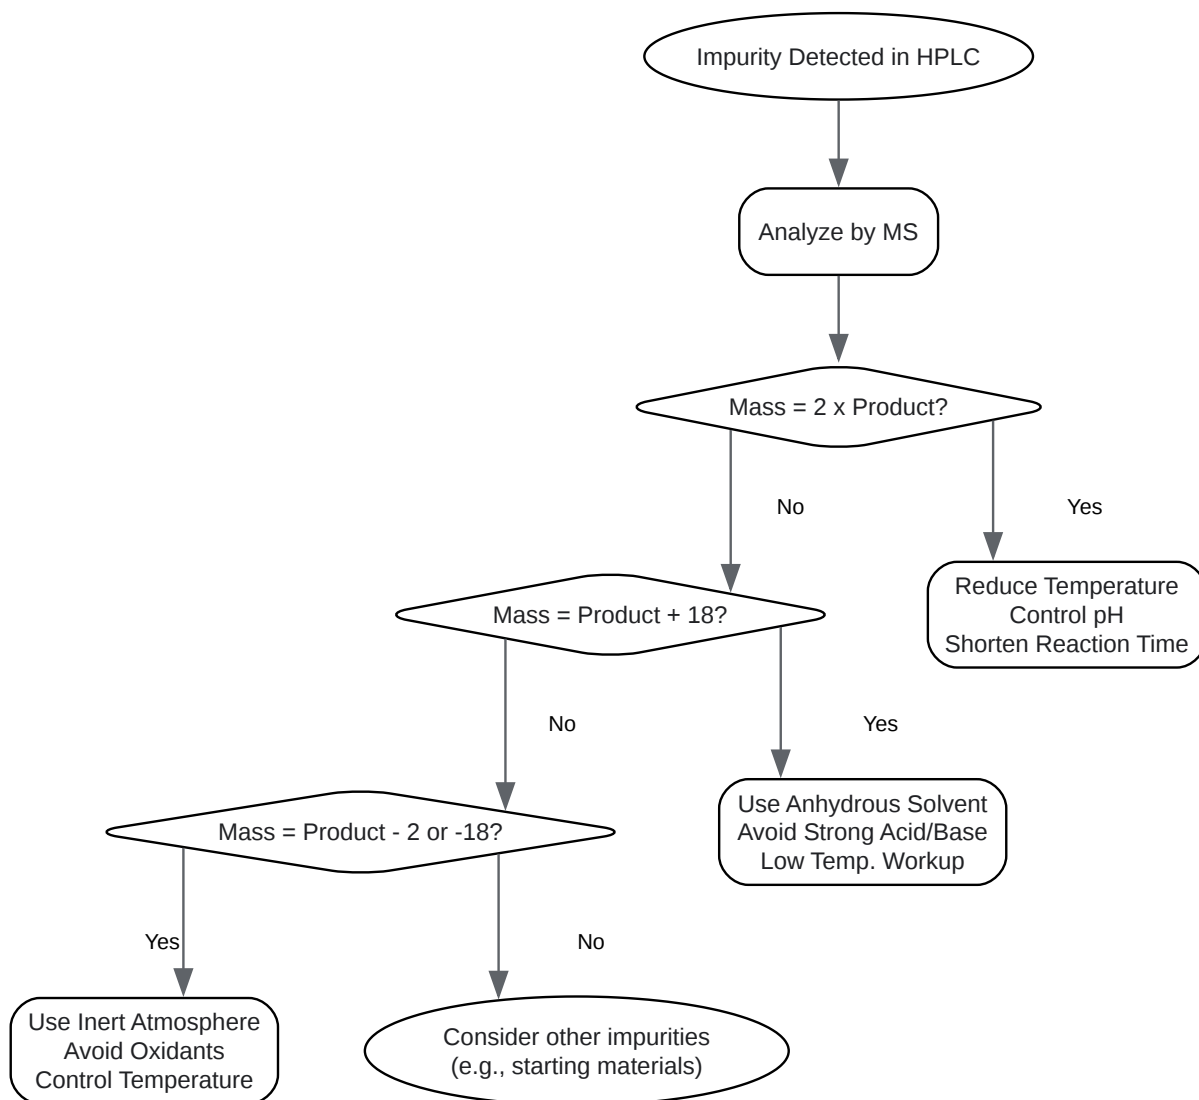 Impurity Detected in HPLC
Analyze by MS
Mass = 2 x Product?
No
Yes
Reduce Temperature
Control pH
Shorten Reaction Time
Mass = Product + 18?
No
Yes
Use Anhydrous Solvent
Avoid Strong Acid/Base
Low Temp. Workup
Mass = Product - 2 or -18?
Yes
No
Use Inert Atmosphere
Avoid Oxidants
Control Temperature
Consider other impurities
(e.g., starting materials)